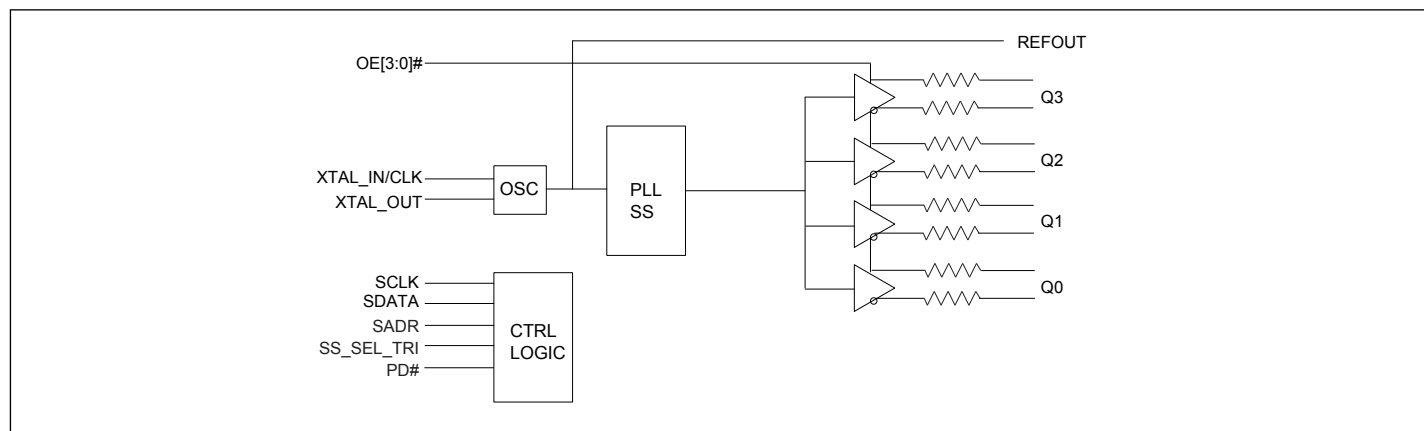 REFOUT
OE[3:0]#
Q3
Q2
XTAL_IN/CLK
XTAL_OUT
OSC
PLL
SS
Q1
Q0
SCLK
SDATA
SADR
SS_SEL_TRI
PD#
CTRL
LOGIC